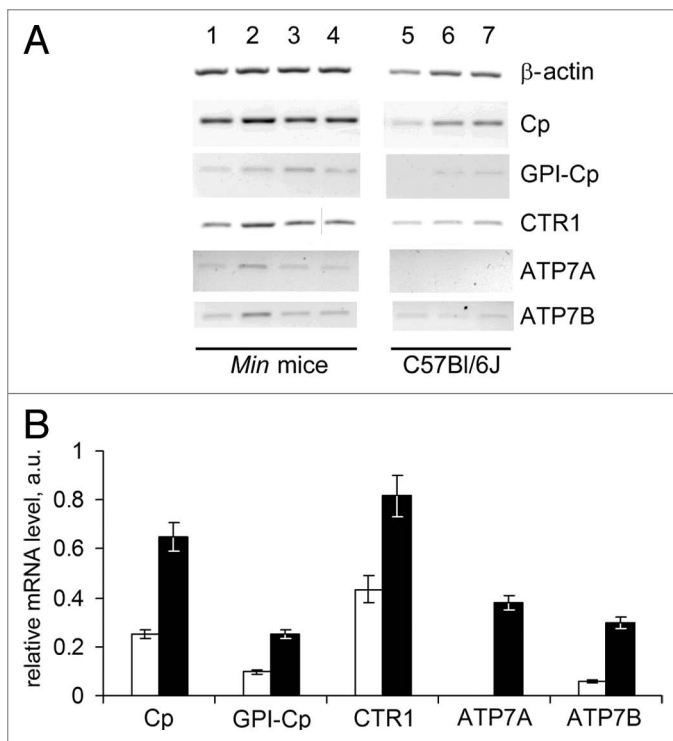 A
1 2 3 4 5 6 7
β-actin
Cp
GPI-Cp
CTR1
ATP7A
ATP7B
Min mice C57Bl/6J
B
relative mRNA level, a.u.
1
0.8
0.6
0.4
0.2
0
Cp GPI-Cp CTR1 ATP7A ATP7B